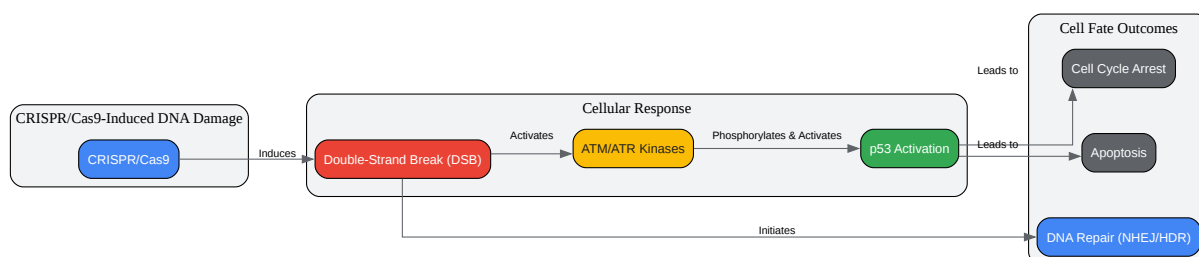 Cell Fate Outcomes
Leads to
Cell Cycle Arrest
CRISPR/Cas9-Induced DNA Damage
Cellular Response
CRISPR/Cas9
Induces
Double-Strand Break (DSB)
Activates
ATM/ATR Kinases
Phosphorylates & Activates
p53 Activation
Leads to
Apoptosis
Initiates
DNA Repair (NHEJ/HDR)